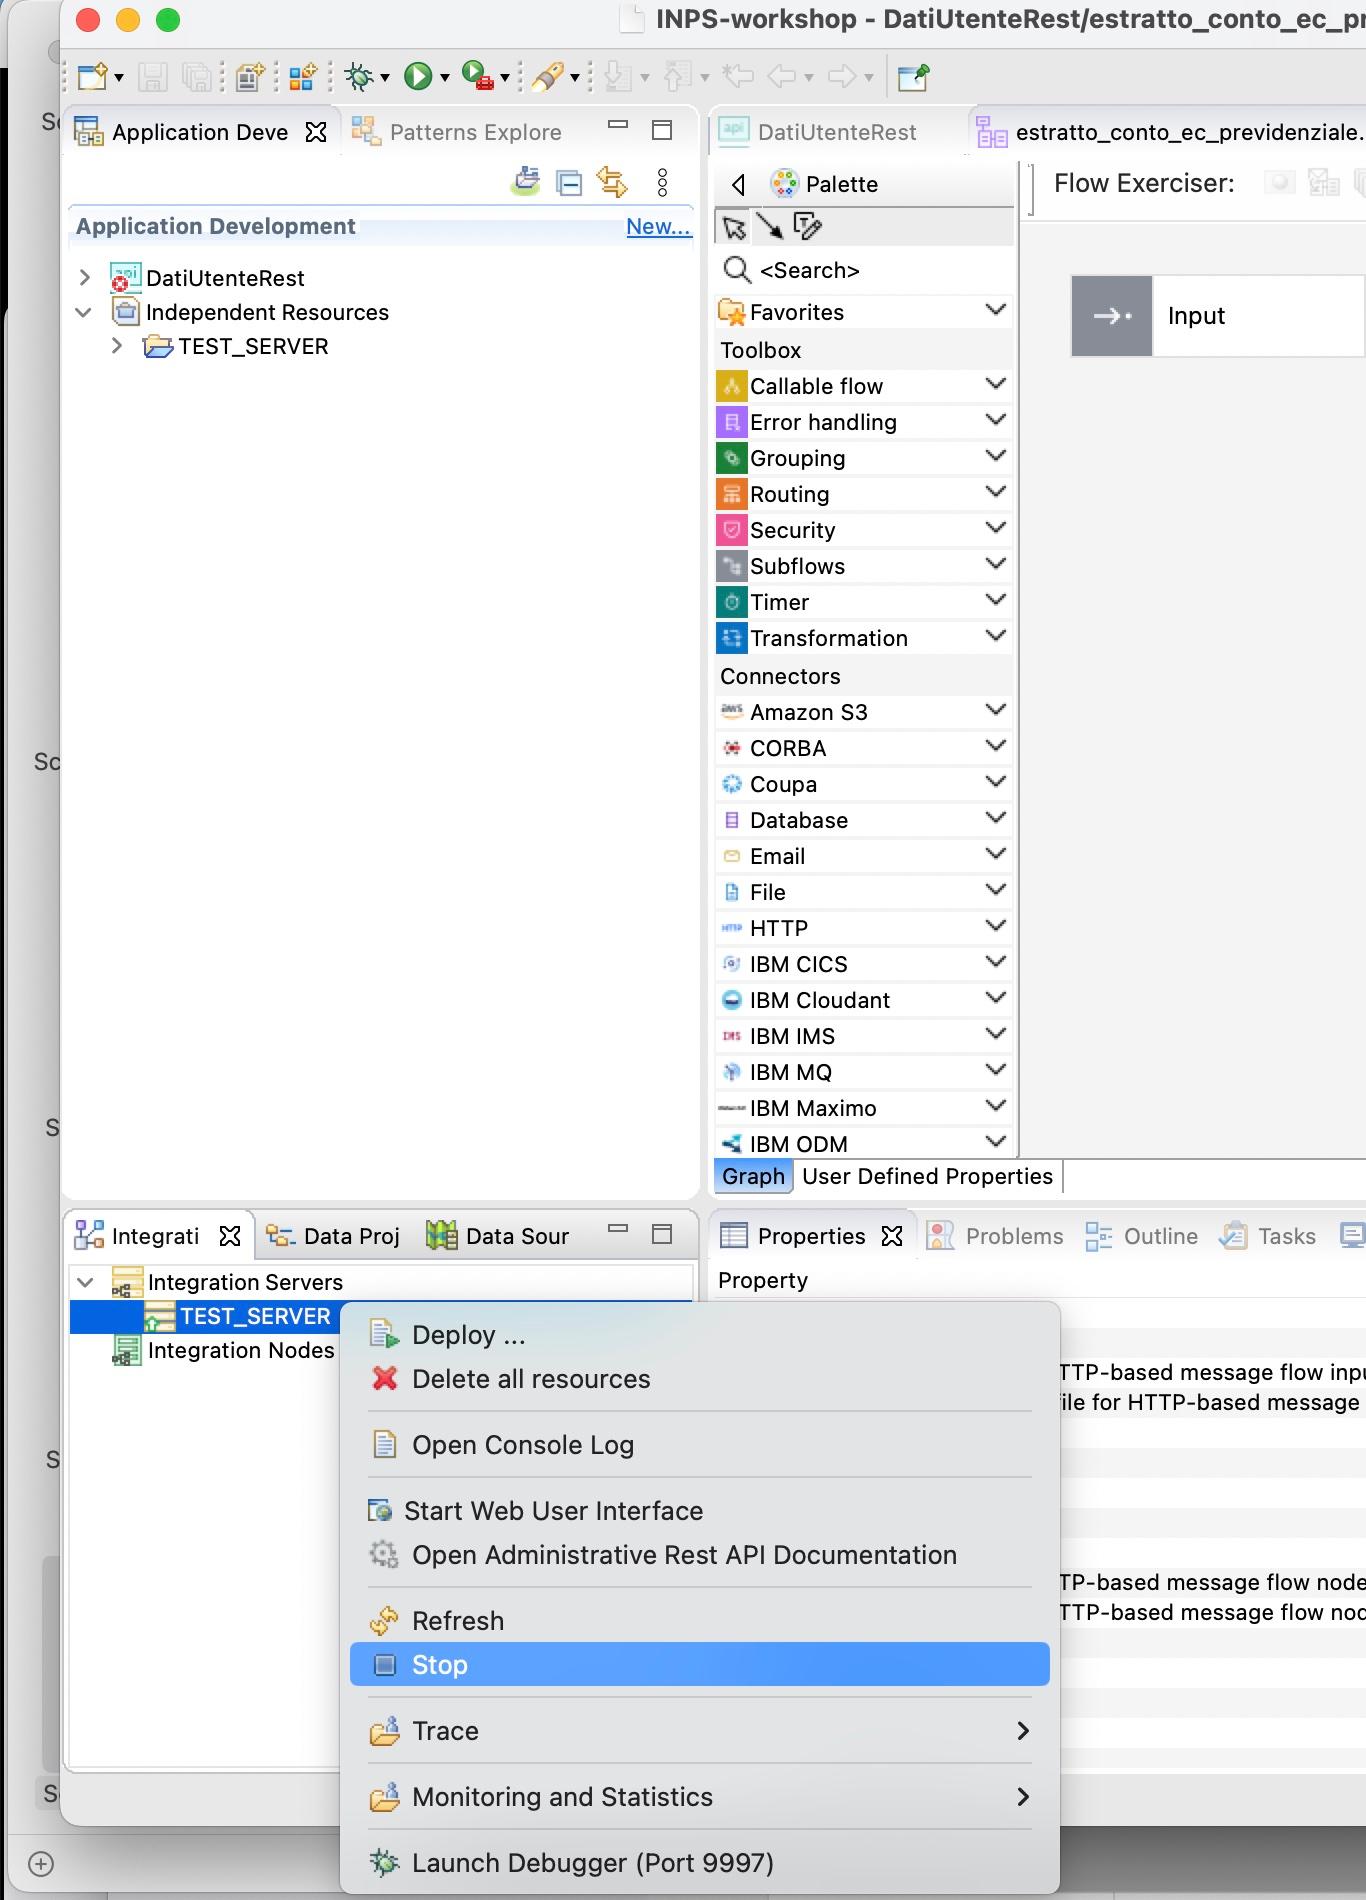 INPS-workshop - DatiUtenteRest/estratto_conto_ec_pr
Application Deve
Patterns Explore
DatiUtenteRest
estratto_conto_ec_previdenziale.
Palette
Flow Exerciser:
Application Development
New...
<Search>
DatiUtenteRest
Independent Resources
TEST_SERVER
Favorites
Input
Toolbox
Callable flow
Error handling
Grouping
Routing
Security
Subflows
Timer
Transformation
Connectors
Amazon S3
CORBA
Coupa
Database
Email
File
HTTP
IBM CICS
IBM Cloudant
IBM IMS
IBM MQ
IBM Maximo
IBM ODM
Graph
User Defined Properties
Integrati
Data Proj
Data Sour
Properties
Problems
Outline
Tasks
Integration Servers
Property
TEST_SERVER
Integration Nodes
Deploy ...
Delete all resources
TTP-based message flow inpu
ile for HTTP-based message
Open Console Log
Start Web User Interface
Open Administrative Rest API Documentation
TP-based message flow node
TTP-based message flow nod
Refresh
Stop
Trace
Monitoring and Statistics
Launch Debugger (Port 9997)